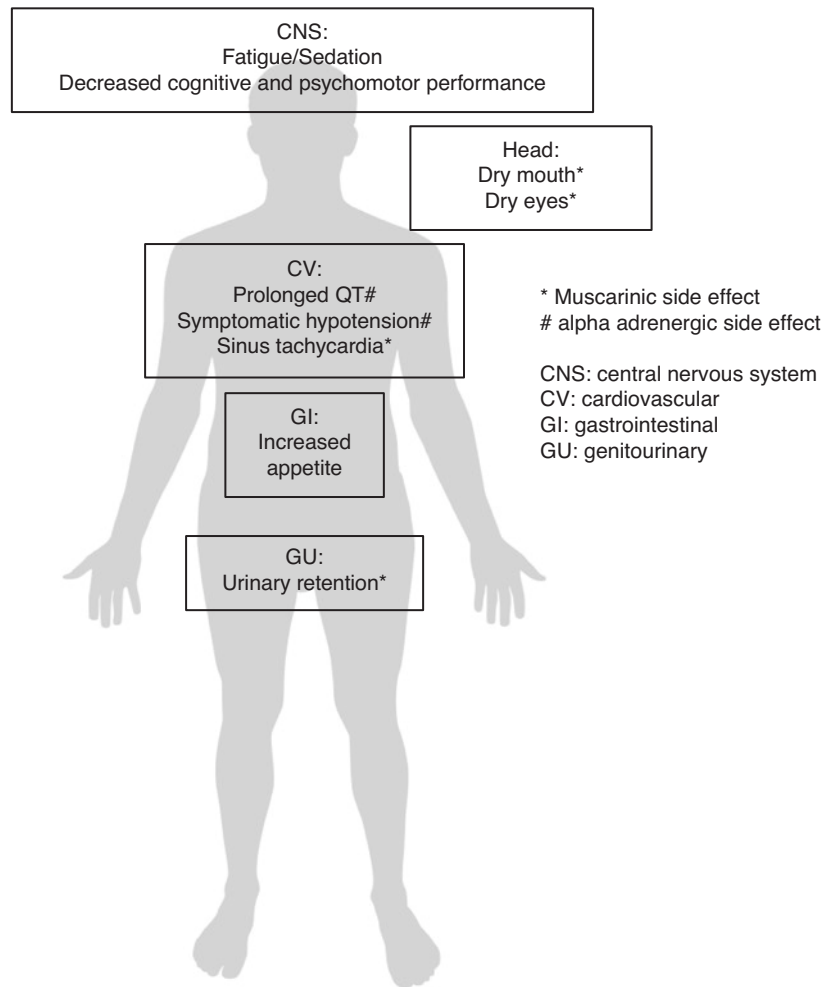 CNS:
Fatigue/Sedation
Decreased cognitive and psychomotor performance
Head:
Dry mouth*
Dry eyes*
CV:
Prolonged QT#
Symptomatic hypotension#
Sinus tachycardia*
* Muscarinic side effect
# alpha adrenergic side effect
CNS: central nervous system
CV: cardiovascular
GI: gastrointestinal
GU: genitourinary
GI:
Increased
appetite
GU:
Urinary retention*